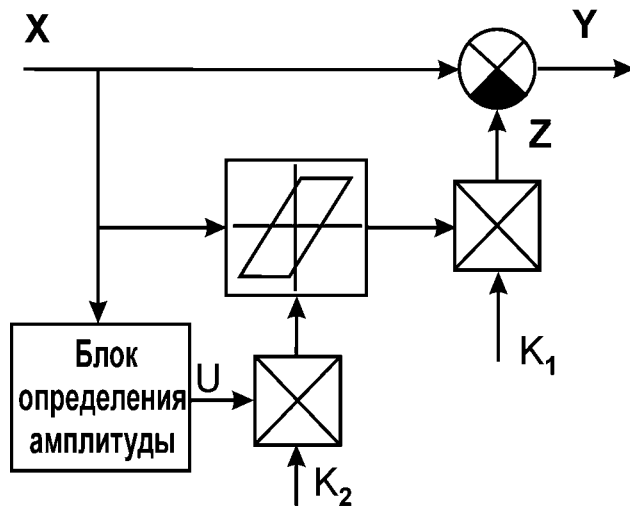 X
Y
Z
Блок
определения
амплитуды
U
K₁
K₂